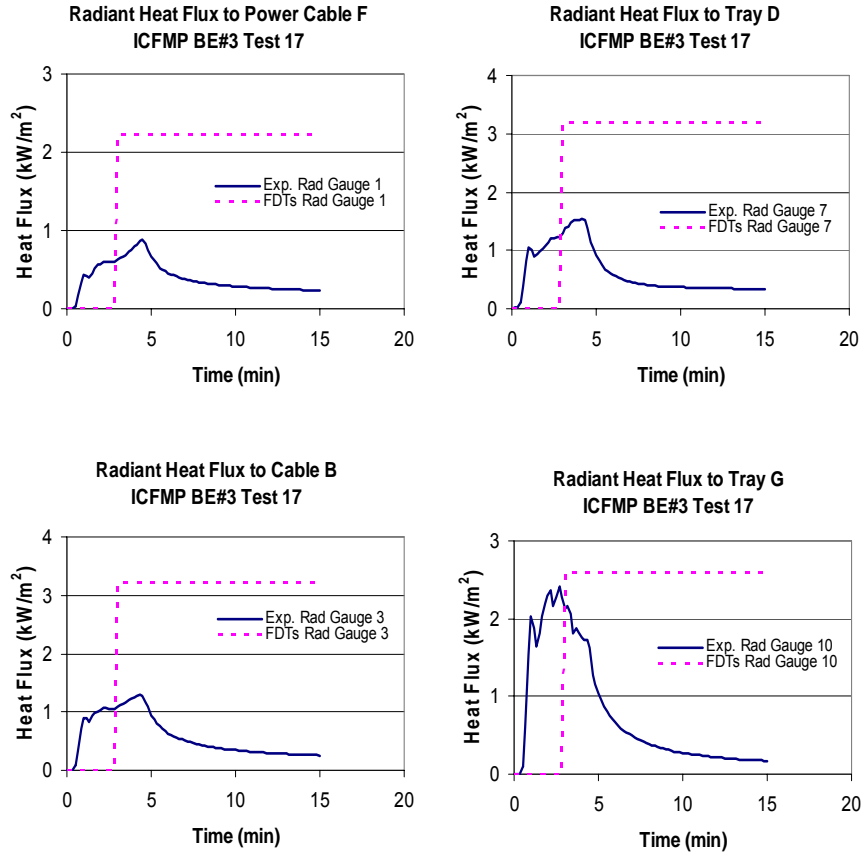 Radiant Heat Flux to Power Cable F
ICFMP BE#3 Test 17
3
2
1
0
Heat Flux (kW/m²)
Exp. Rad Gauge 1
FDTs Rad Gauge 1
0 5 10 15 20
Time (min)
Radiant Heat Flux to Tray D
ICFMP BE#3 Test 17
4
3
2
1
0
Heat Flux (kW/m²)
Exp. Rad Gauge 7
FDTs Rad Gauge 7
0 5 10 15 20
Time (min)
Radiant Heat Flux to Cable B
ICFMP BE#3 Test 17
4
3
2
1
0
Heat Flux (kW/m²)
Exp. Rad Gauge 3
FDTs Rad Gauge 3
0 5 10 15 20
Time (min)
Radiant Heat Flux to Tray G
ICFMP BE#3 Test 17
3
2
1
0
Heat Flux (kW/m²)
Exp. Rad Gauge 10
FDTs Rad Gauge 10
0 5 10 15 20
Time (min)